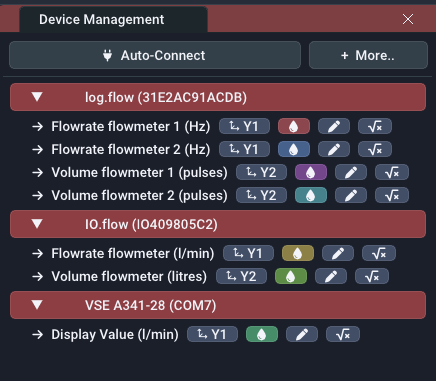 Device Management
Auto-Connect
+ More..
log.flow (31E2AC91ACDB)
Flowrate flowmeter 1 (Hz) Y1 √x
Flowrate flowmeter 2 (Hz) Y1 √x
Volume flowmeter 1 (pulses) Y2 √x
Volume flowmeter 2 (pulses) Y2 √x
IO.flow (IO409805C2)
Flowrate flowmeter (l/min) Y1 √x
Volume flowmeter (litres) Y2 √x
VSE A341-28 (COM7)
Display Value (l/min) Y1 √x